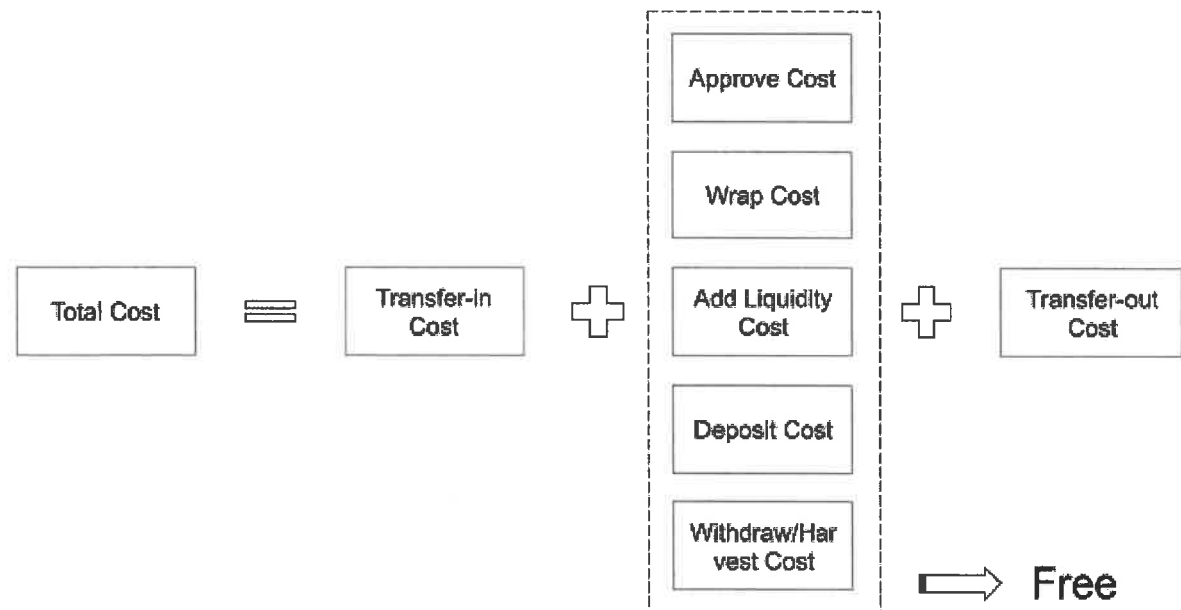 Approve Cost
Wrap Cost
Total Cost
Transfer-in
Cost
Add Liquidity
Cost
Transfer-out
Cost
Deposit Cost
Withdraw/Har
vest Cost
Free